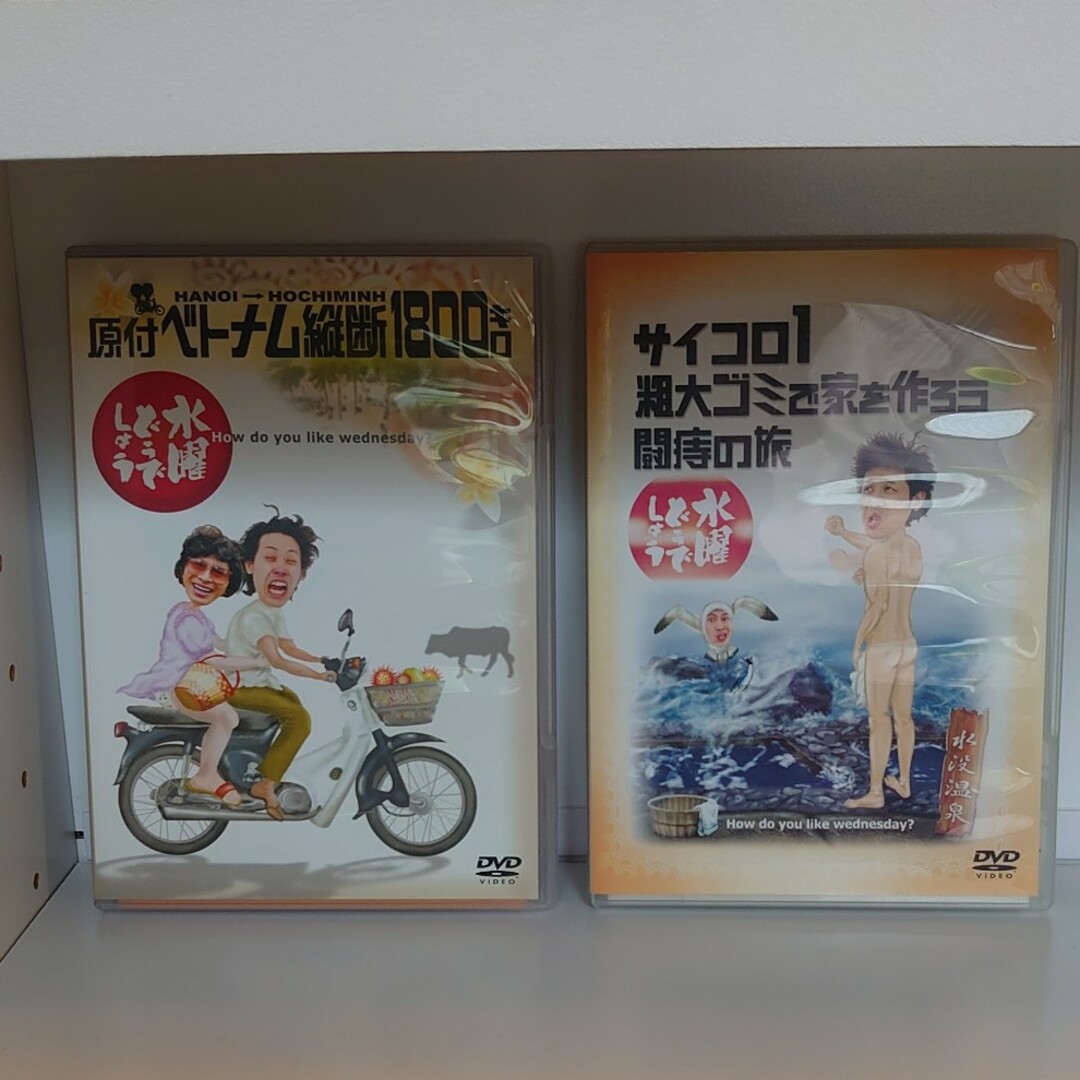 HANOI → HOCHIMINH
原付ベトナム縦断1800キロ
水曜
どうで
しょう
How do you like wednesday?
DVD
VIDEO
サイコロ1
粗大ゴミで家を作ろう
闘痔の旅
水曜
どうで
しょう
水没温泉
How do you like wednesday?
DVD
VIDEO